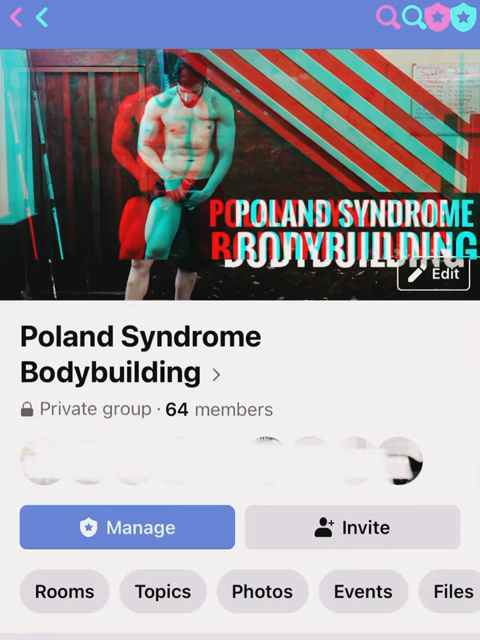 POLAND SYNDROME
BODYBUILDING
Edit
Poland Syndrome
Bodybuilding
Private group · 64 members
Manage
Invite
Rooms
Topics
Photos
Events
Files